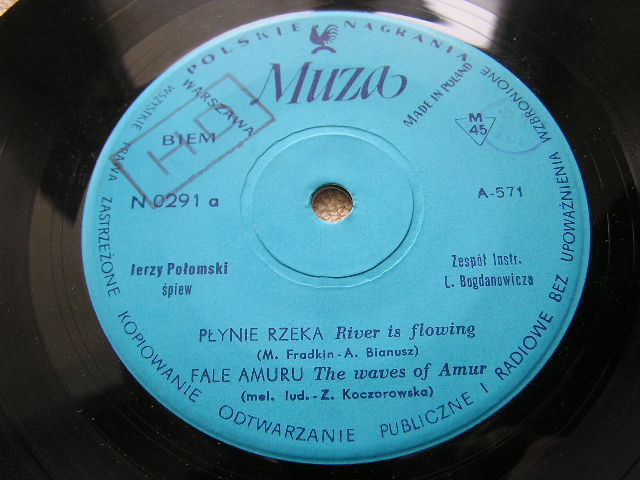 POLSKIE NAGRANIA
WARSZAWA
Muza
MADE IN POLAND
BIEM
M
45
N 0291 a
A-571
Jerzy Połomski
śpiew
Zespół Instr.
L. Bogdanowicza
PŁYNIE RZEKA River is flowing
(M. Fradkin - A. Bianusz)
FALE AMURU The waves of Amur
(mel. lud. - Z. Koczorowska)
WSZYSTKIE PRAWA ZASTRZEŻONE KOPIOWANIE ODTWARZANIE PUBLICZNE I RADIOWE BEZ UPOWAŻNIENIA WZBRONIONE